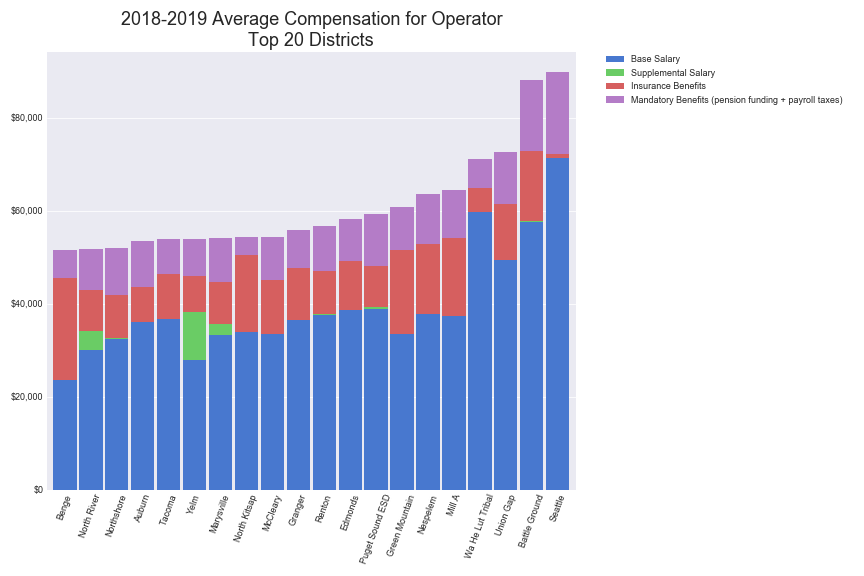 2018-2019 Average Compensation for Operator
Top 20 Districts
Base Salary
Supplemental Salary
Insurance Benefits
Mandatory Benefits (pension funding + payroll taxes)
$80,000
$60,000
$40,000
$20,000
$0
Benge
North River
Northshore
Auburn
Tacoma
Yelm
Marysville
North Kitsap
McCleary
Granger
Renton
Edmonds
Puget Sound ESD
Green Mountain
Nespelem
Mill A
Wa He Lut Tribal
Union Gap
Battle Ground
Seattle